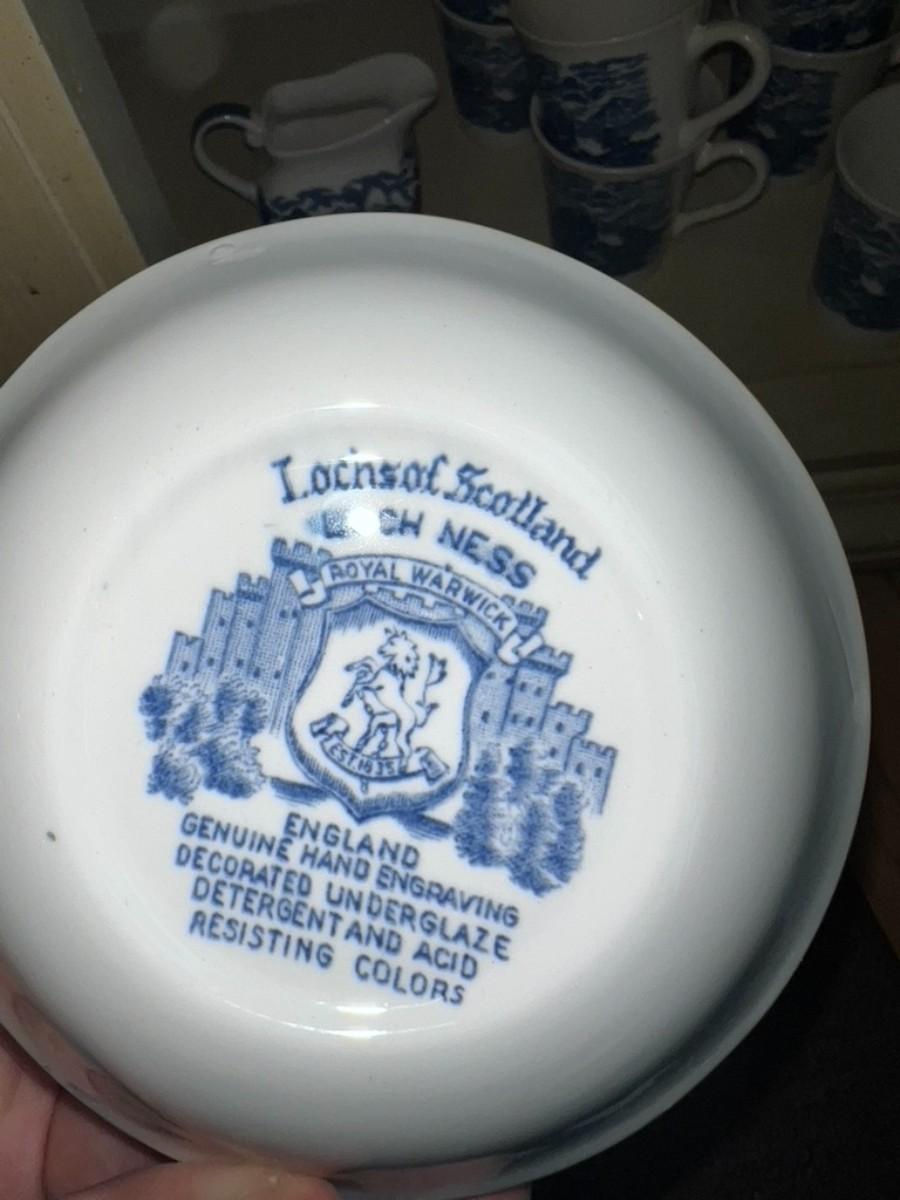 Lochs of Scotland
LOCH NESS
ROYAL WARWICK
EST. 1935
ENGLAND
GENUINE HAND ENGRAVING
DECORATED UNDERGLAZE
DETERGENT AND ACID
RESISTING COLORS